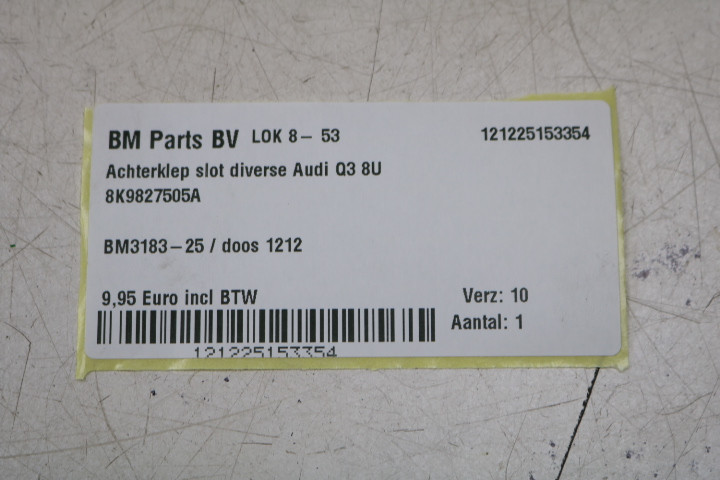 BM Parts BV LOK 8 - 53 121225153354
Achterklep slot diverse Audi Q3 8U
8K9827505A
BM3183-25 / doos 1212
9,95 Euro incl BTW Verz: 10
Aantal: 1
121225153354